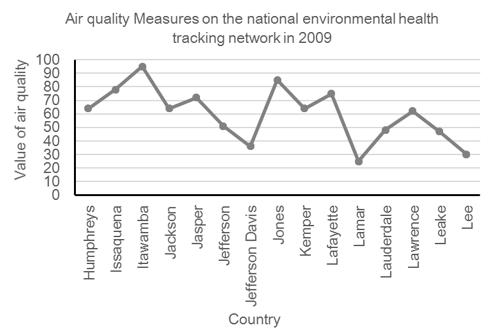 Air quality Measures on the national environmental health
tracking network in 2009
Value of air quality
100
90
80
70
60
50
40
30
20
10
0
Humphreys
Issaquena
Itawamba
Jackson
Jasper
Jefferson
Jefferson Davis
Jones
Kemper
Lafayette
Lamar
Lauderdale
Lawrence
Leake
Lee
Country